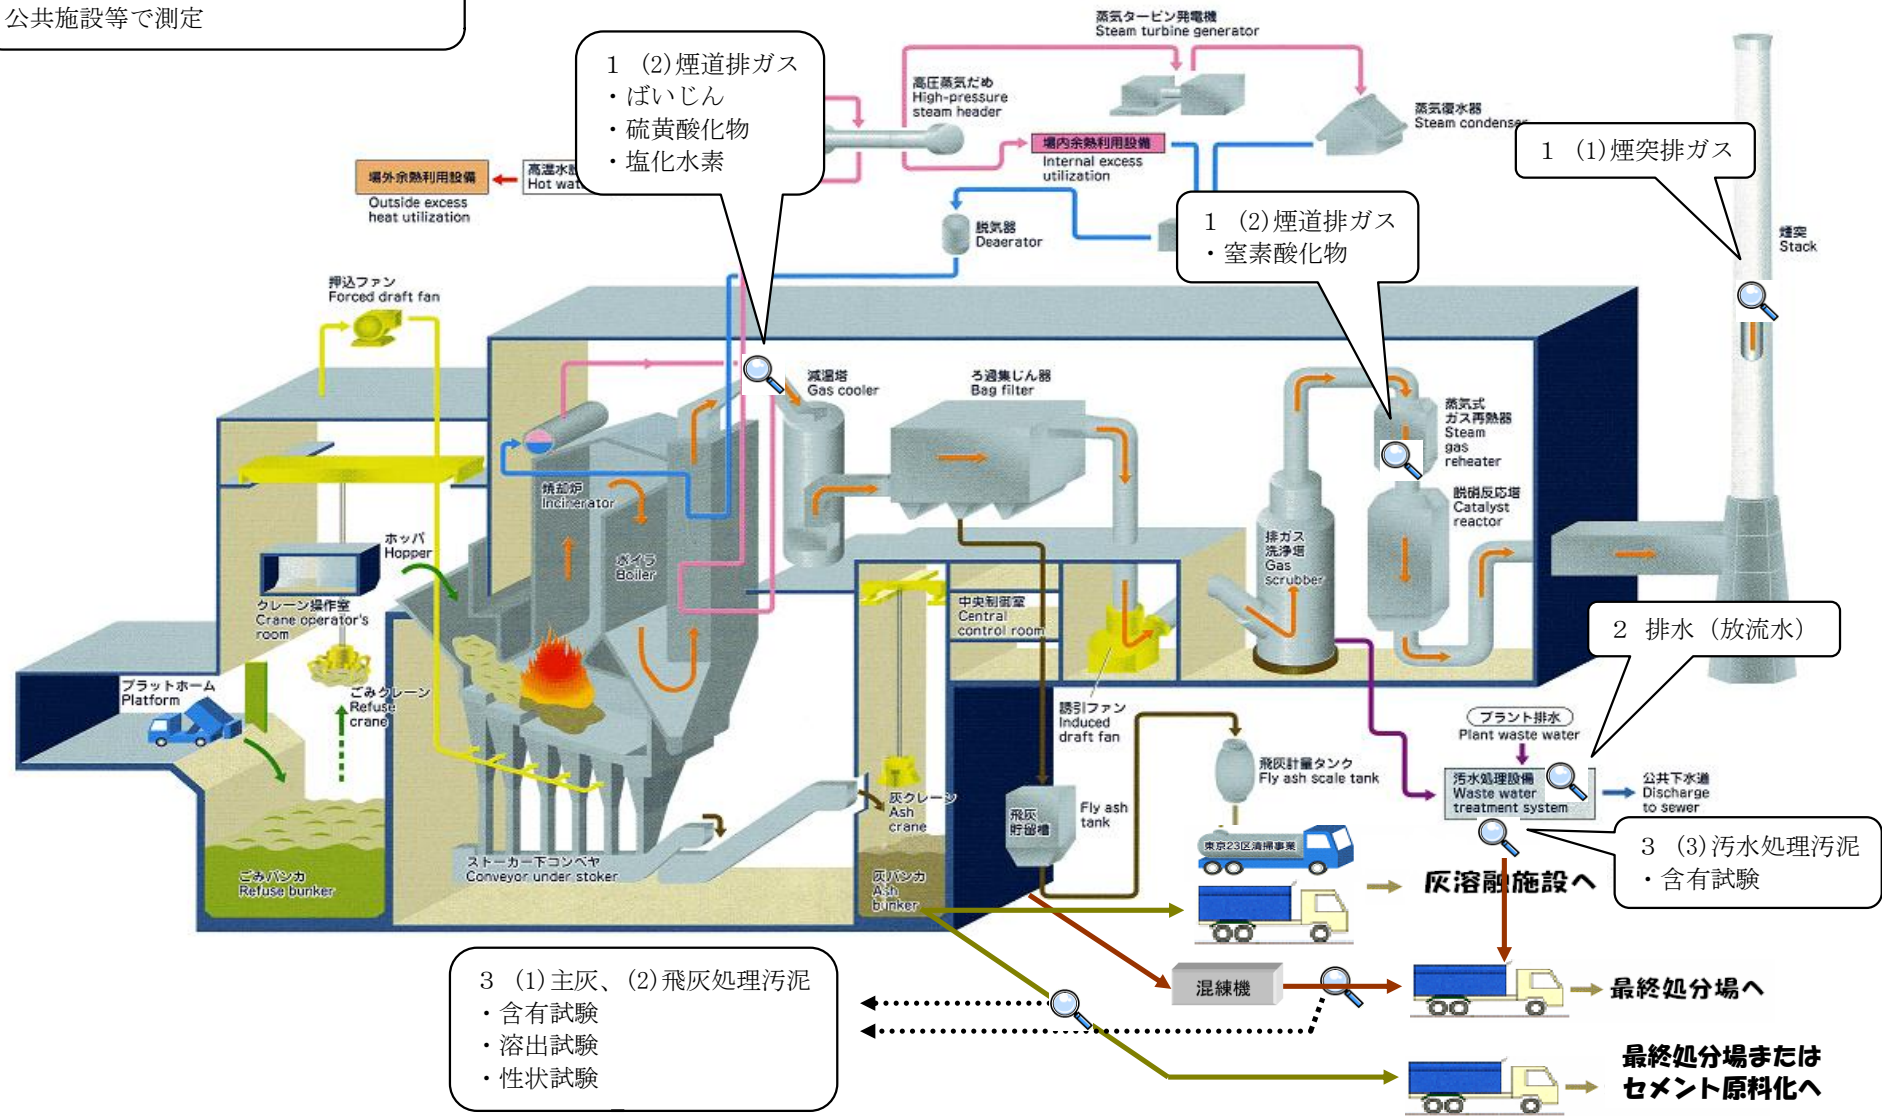 公共施設等で測定
1 (2)煙道排ガス
・ばいじん
・硫黄酸化物
・塩化水素
蒸気タービン発電機
Steam turbine generator
高圧蒸気だめ
High-pressure
steam header
蒸気復水器
Steam condenser
場内余熱利用設備
Internal excess
utilization
場外余熱利用設備
Outside excess
heat utilization
高温水
Hot wat
1 (1)煙突排ガス
1 (2)煙道排ガス
・窒素酸化物
脱気器
Deaerator
煙突
Stack
押込ファン
Forced draft fan
減温塔
Gas cooler
ろ過集じん器
Bag filter
蒸気式
ガス再熱器
Steam
gas
reheater
焼却炉
Incinerator
脱硝反応塔
Catalyst
reactor
ホッパ
Hopper
ボイラ
Boiler
排ガス
洗浄塔
Gas
scrubber
クレーン操作室
Crane operator's
room
中央制御室
Central
control room
2 排水（放流水）
プラットホーム
Platform
ごみクレーン
Refuse
crane
誘引ファン
Induced
draft fan
プラント排水
Plant waste water
飛灰計量タンク
Fly ash scale tank
汚水処理設備
Waste water
treatment system
公共下水道
Discharge
to sewer
灰クレーン
Ash
crane
飛灰
貯留槽
Fly ash
tank
東京23区清掃事業
3 (3)汚水処理汚泥
・含有試験
ストーカー下コンベヤ
Conveyor under stoker
ごみバンカ
Refuse bunker
灰バンカ
Ash
bunker
灰溶融施設へ
3 (1)主灰、(2)飛灰処理汚泥
・含有試験
・溶出試験
・性状試験
混練機
最終処分場へ
最終処分場または
セメント原料化へ